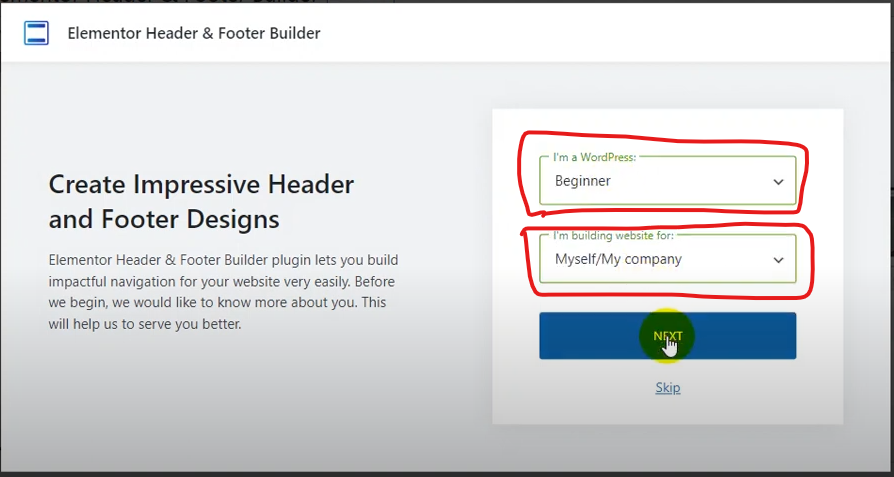 Elementor Header & Footer Builder
Create Impressive Header
and Footer Designs
Elementor Header & Footer Builder plugin lets you build
impactful navigation for your website very easily. Before
we begin, we would like to know more about you. This
will help us to serve you better.
I'm a WordPress:
Beginner
I'm building website for:
Myself/My company
NEXT
Skip